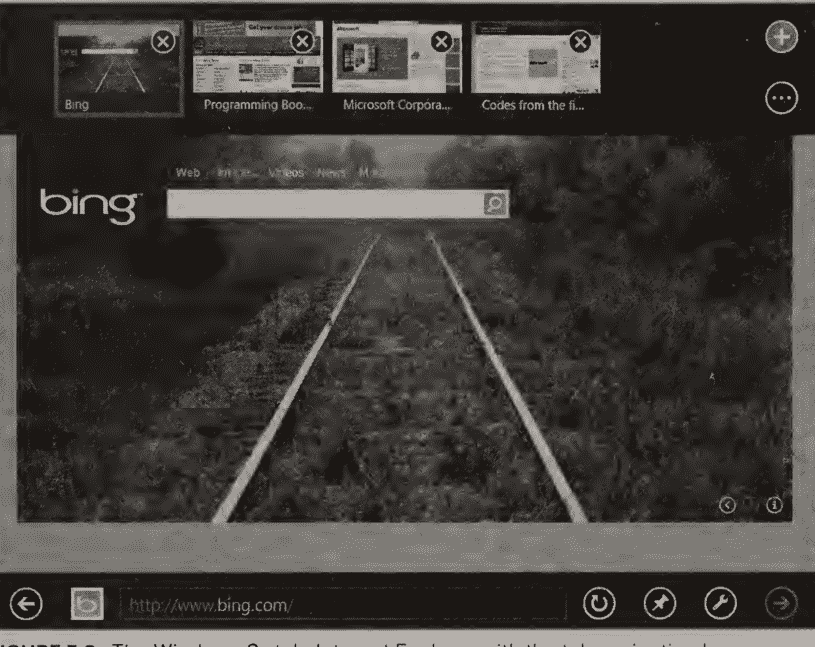 Bing
Programming Boo...
Microsoft Corpora...
Codes from the fi...
Web Videos News
bing
http://www.bing.com/